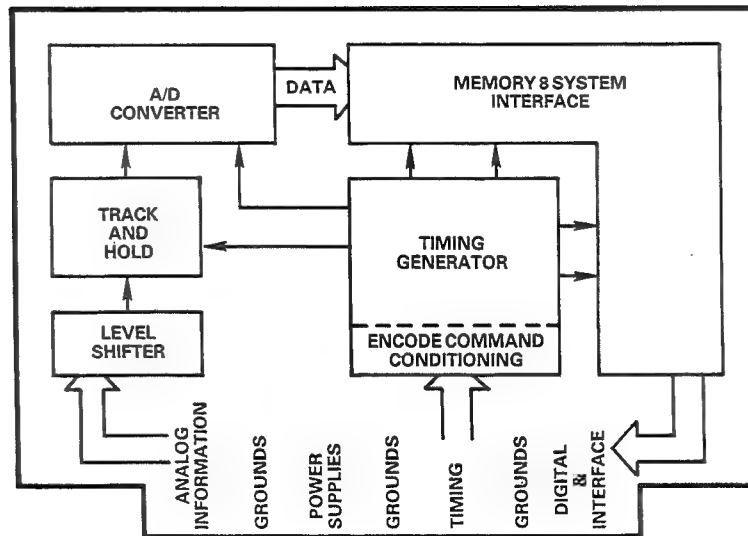 A/D
CONVERTER
DATA
MEMORY 8 SYSTEM
INTERFACE
TRACK
AND
HOLD
TIMING
GENERATOR
LEVEL
SHIFTER
ENCODE COMMAND
CONDITIONING
ANALOG
INFORMATION
GROUNDS
POWER
SUPPLIES
GROUNDS
TIMING
GROUNDS
DIGITAL
&
INTERFACE